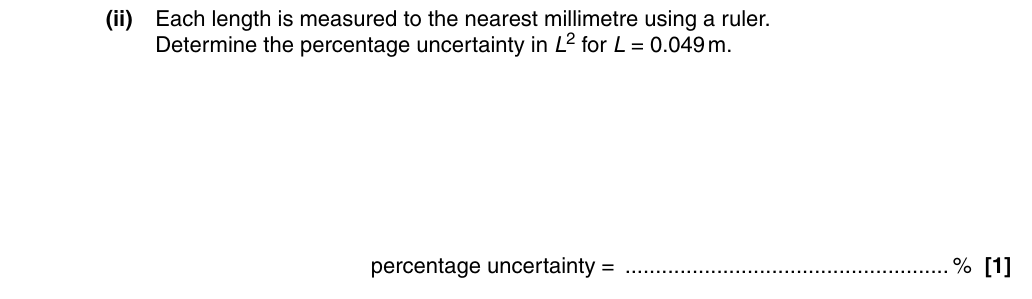 (ii) Each length is measured to the nearest millimetre using a ruler.
Determine the percentage uncertainty in L² for L = 0.049 m.
percentage uncertainty = ..................................................... % [1]